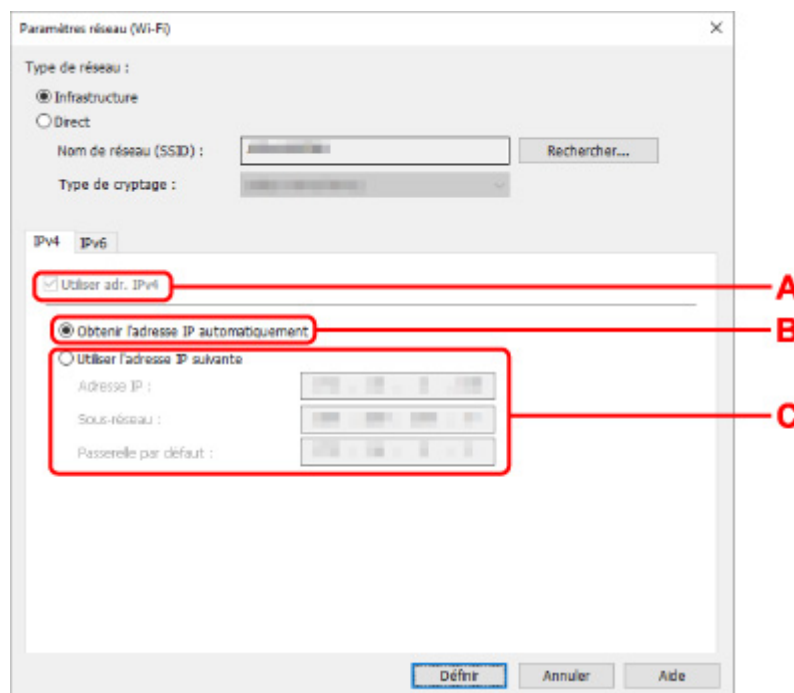 Paramètres réseau (Wi-Fi)
Type de réseau :
Infrastructure
Direct
Nom de réseau (SSID) :
Rechercher...
Type de cryptage :
IPv4 IPv6
Utiliser adr. IPv4
A
Obtenir l'adresse IP automatiquement
B
Utiliser l'adresse IP suivante
Adresse IP :
C
Sous-réseau :
Passerelle par défaut :
Définir Annuler Aide